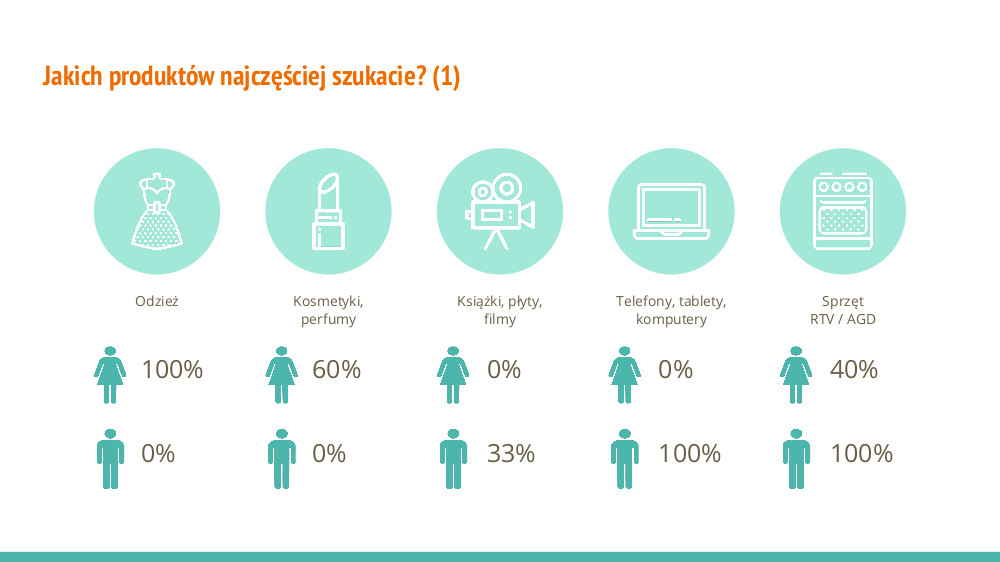 Jakich produktów najczęściej szukacie? (1)
Odzież
Kosmetyki,
perfumy
Książki, płyty,
filmy
Telefony, tablety,
komputery
Sprzęt
RTV / AGD
100% 60% 0% 0% 40%
0% 0% 33% 100% 100%